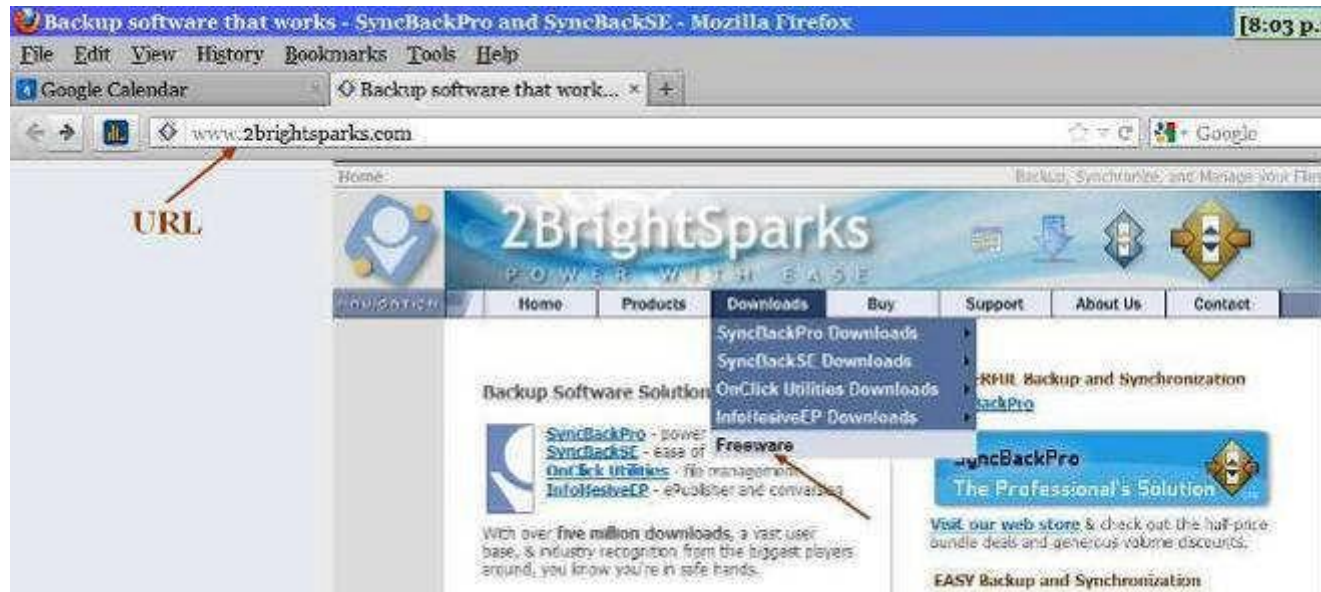 Backup software that works - SyncBackPro and SyncBackSE - Mozilla Firefox
[8:03 p.
File Edit View History Bookmarks Tools Help
Google Calendar
Backup software that work... × +
www.2brightsparks.com
Google
URL
Home
Backup, Synchronize, and Manage your Files
2BrightSparks
POWER WITH EASE
NAVIGATION
Home Products Downloads Buy Support About Us Contact
SyncBackPro Downloads
SyncBackSE Downloads
OnClick Utilities Downloads
InfoHesiveEP Downloads
Freeware
Backup Software Solution
SyncBackPro - power
SyncBackSE - ease of
OnClick Utilities - file management
InfoHesiveEP - ePublisher and conversion
With over five million downloads, a vast user
base, & industry recognition from the biggest players
around, you know you're in safe hands.
Backup and Synchronization
BackPro
SyncBackPro
The Professional's Solution
Visit our web store & check out the half-price
bundle deals and generous volume discounts.
EASY Backup and Synchronization